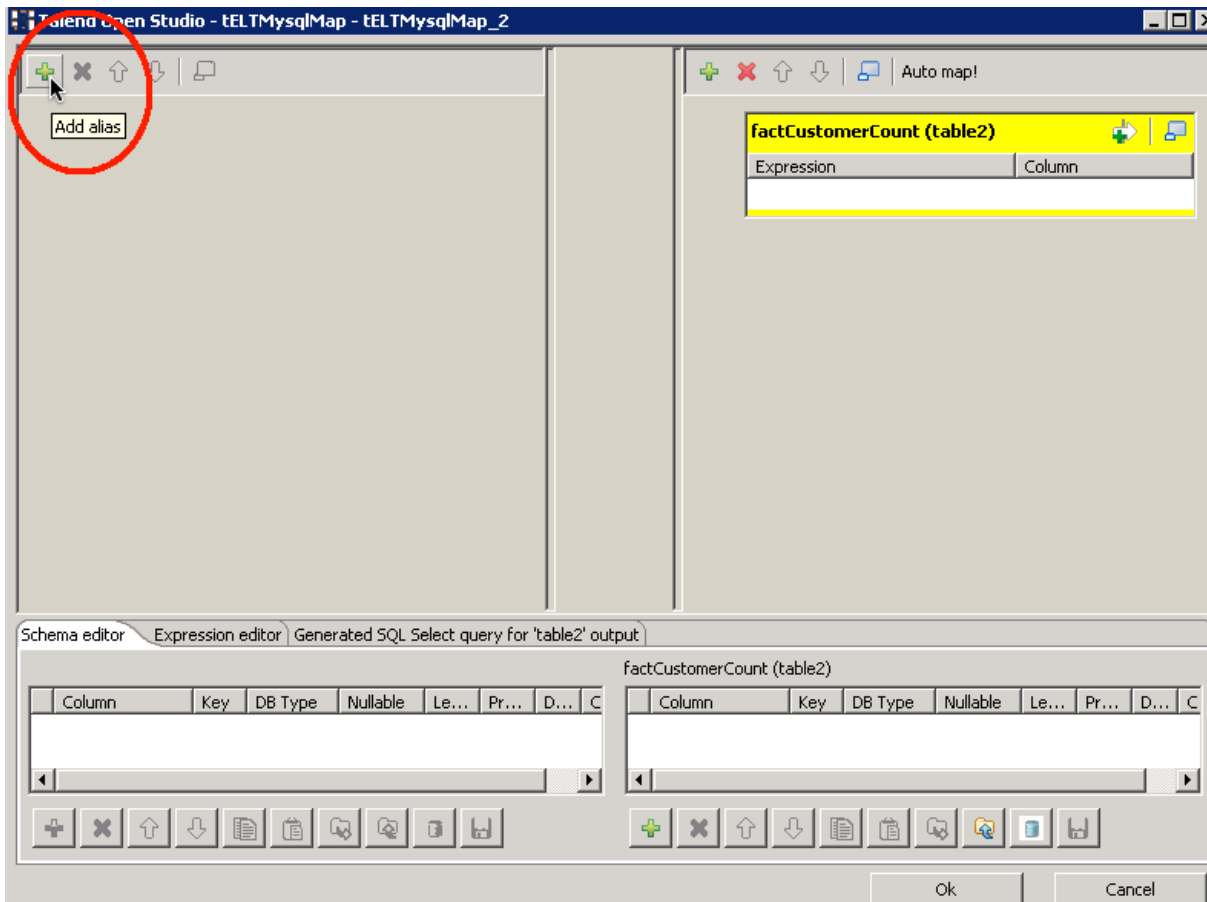 Talend Open Studio - tELTMysqlMap - tELTMysqlMap_2
Auto map!
Add alias
factCustomerCount (table2)
Expression Column
Schema editor Expression editor Generated SQL Select query for 'table2' output
factCustomerCount (table2)
Column Key DB Type Nullable Le... Pr... D... C
Column Key DB Type Nullable Le... Pr... D... C
Ok Cancel